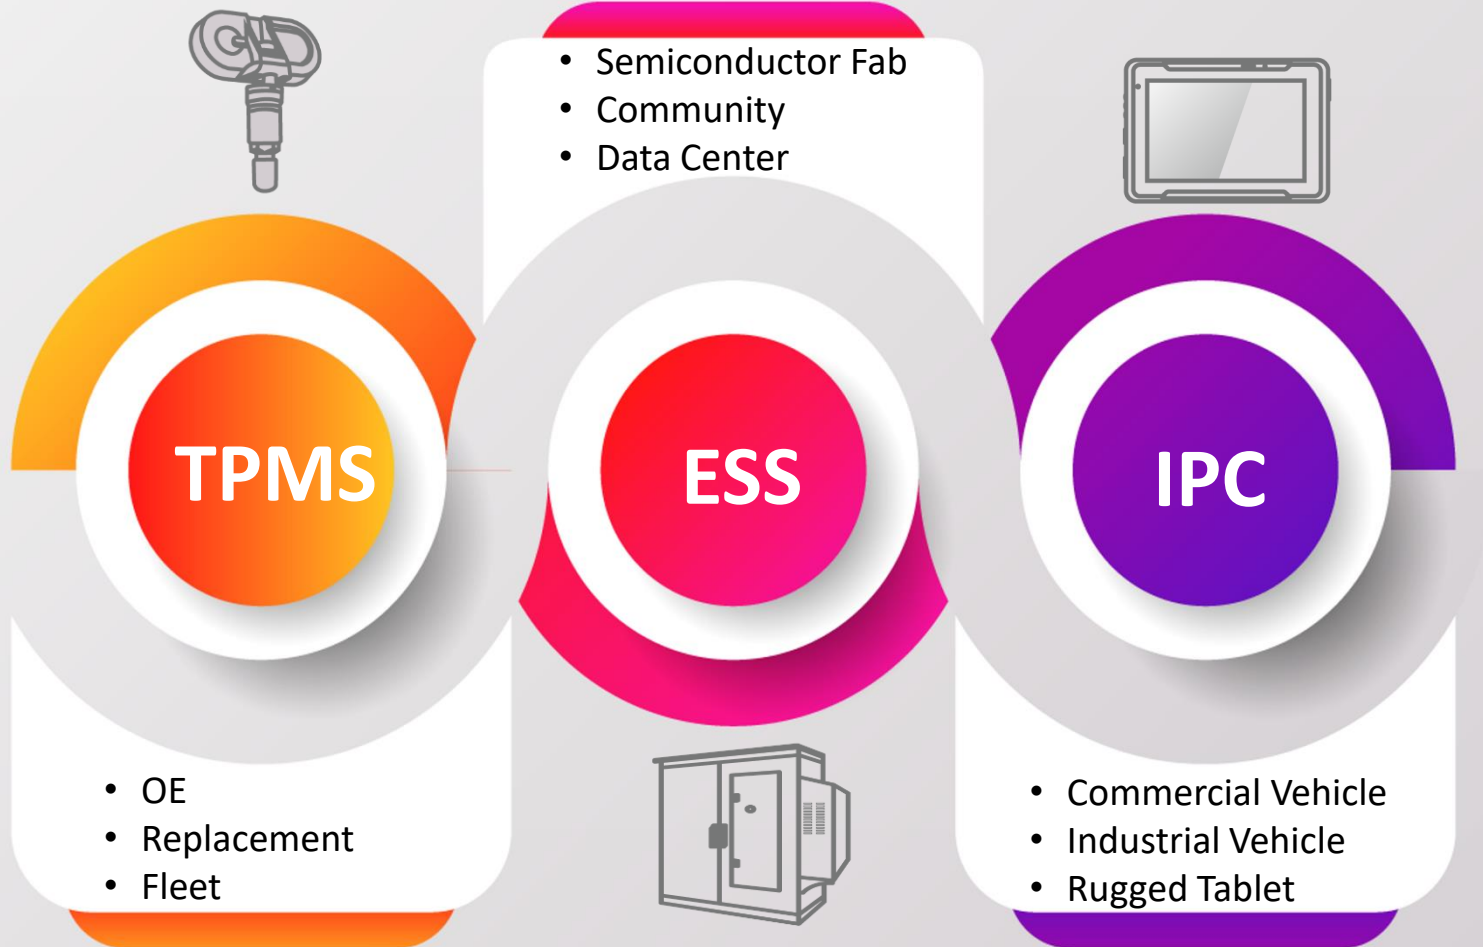 • Semiconductor Fab
• Community
• Data Center
TPMS
ESS
IPC
• OE
• Replacement
• Fleet
• Commercial Vehicle
• Industrial Vehicle
• Rugged Tablet